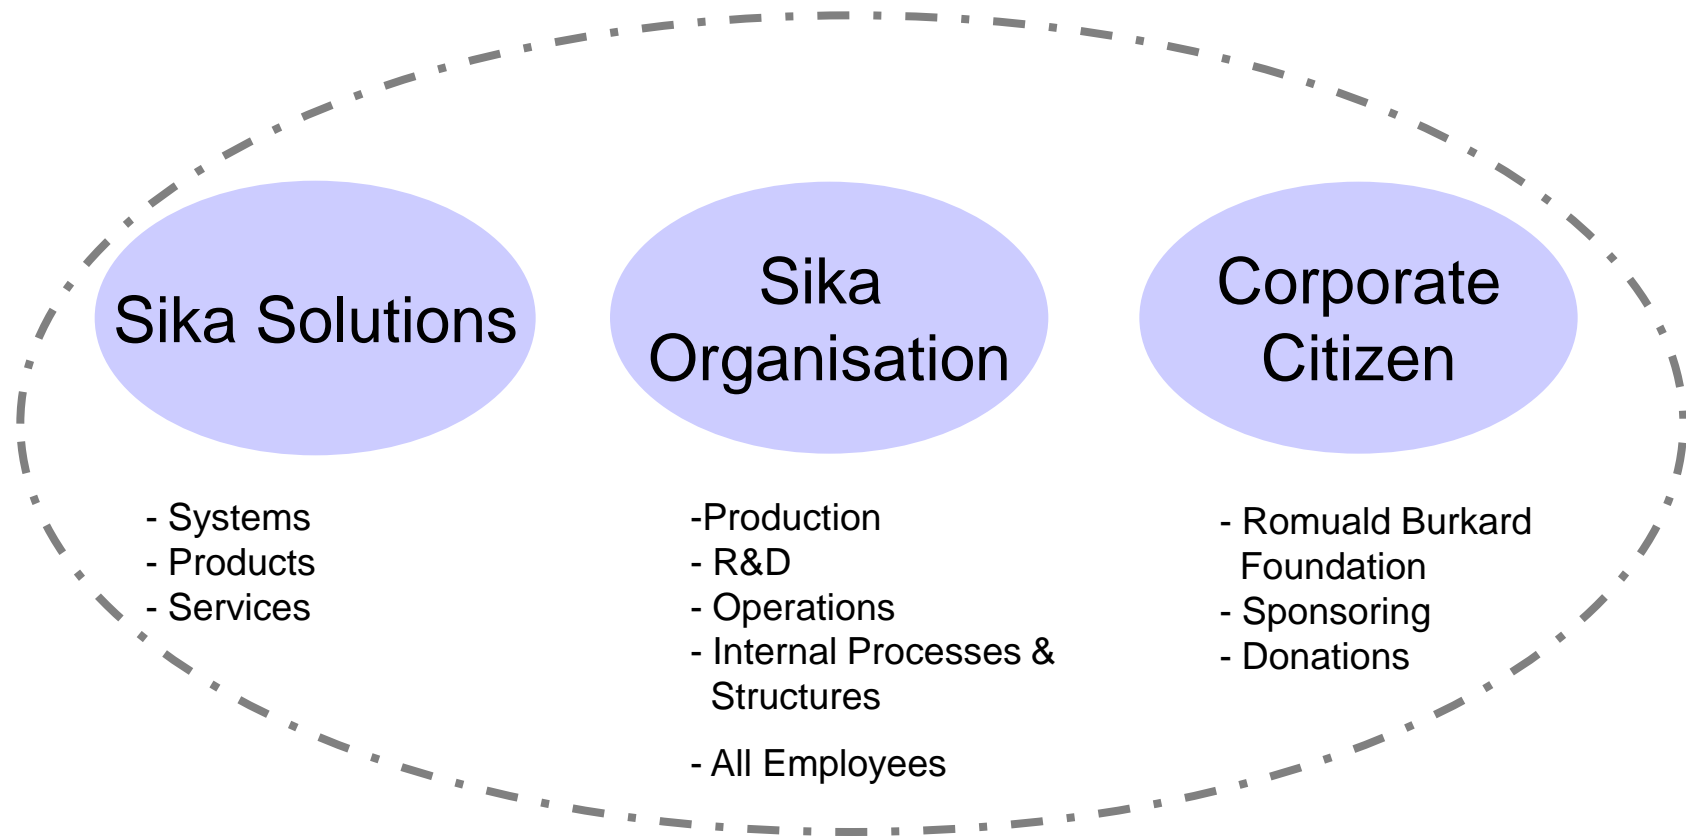 Sika Solutions
- Systems
- Products
- Services
Sika
Organisation
-Production
- R&D
- Operations
- Internal Processes &
Structures
- All Employees
Corporate
Citizen
- Romuald Burkard
Foundation
- Sponsoring
- Donations